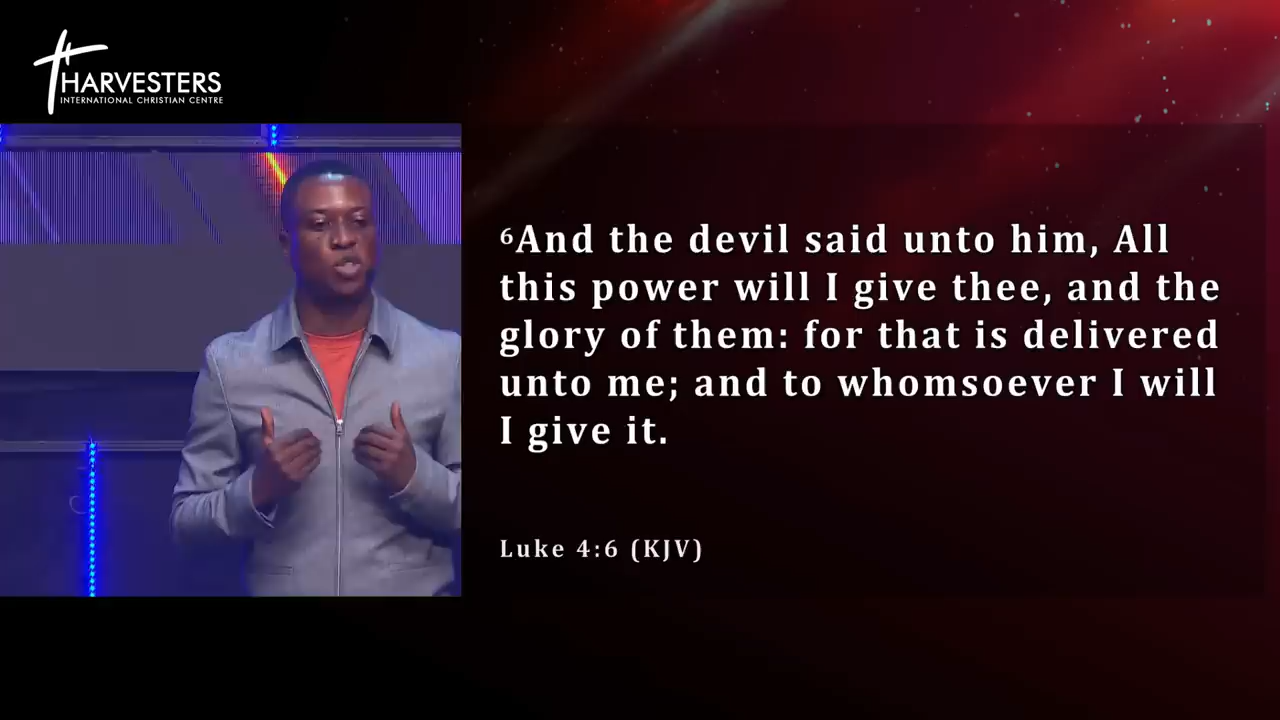 HARVESTERS
INTERNATIONAL CHRISTIAN CENTRE
⁶And the devil said unto him, All
this power will I give thee, and the
glory of them: for that is delivered
unto me; and to whomsoever I will
I give it.
Luke 4:6 (KJV)